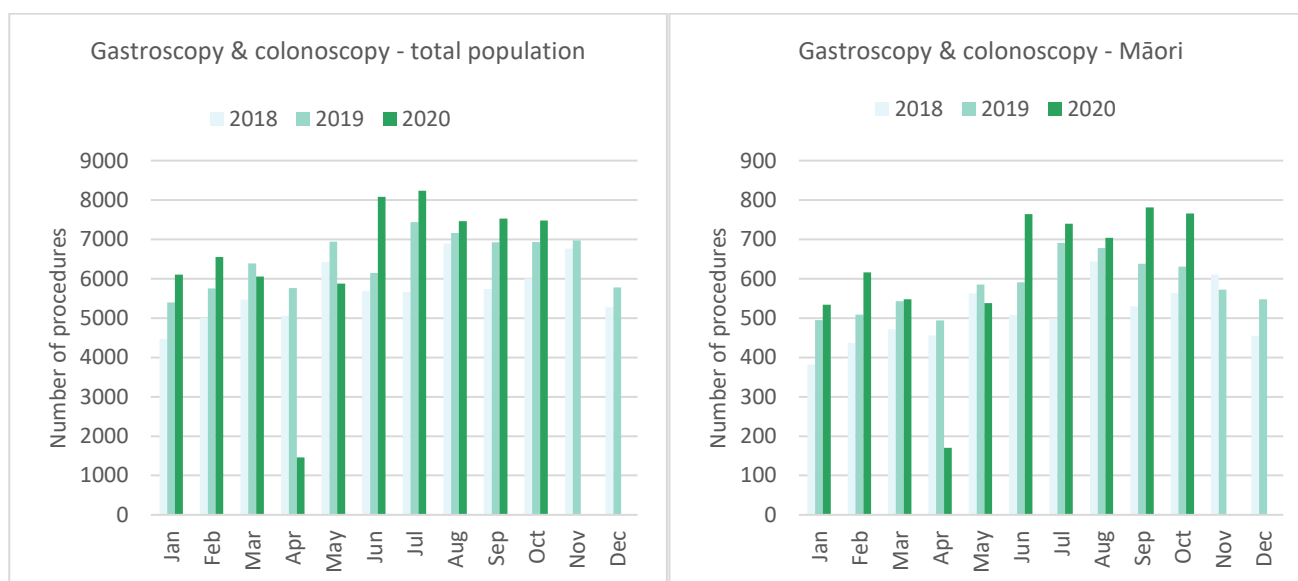 Gastroscopy & colonoscopy - total population
2018 2019 2020
Number of procedures
9000
8000
7000
6000
5000
4000
3000
2000
1000
0
Jan Feb Mar Apr May Jun Jul Aug Sep Oct Nov Dec
Gastroscopy & colonoscopy - Māori
2018 2019 2020
Number of procedures
900
800
700
600
500
400
300
200
100
0
Jan Feb Mar Apr May Jun Jul Aug Sep Oct Nov Dec